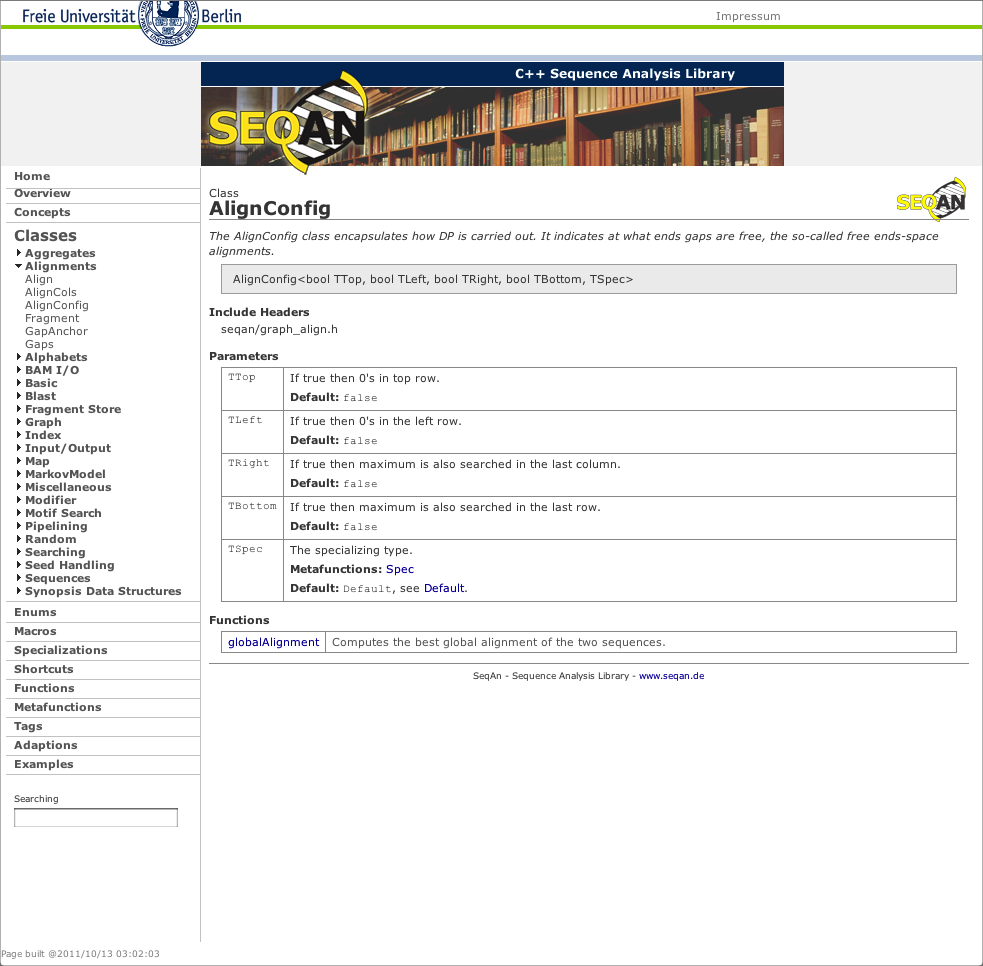 Freie Universität Berlin
Impressum
C++ Sequence Analysis Library
SEQAN
Home
Overview
Concepts
Classes
Aggregates
Alignments
Align
AlignCols
AlignConfig
Fragment
GapAnchor
Gaps
Alphabets
BAM I/O
Basic
Blast
Fragment Store
Graph
Index
Input/Output
Map
MarkovModel
Miscellaneous
Modifier
Motif Search
Pipelining
Random
Searching
Seed Handling
Sequences
Synopsis Data Structures
Enums
Macros
Specializations
Shortcuts
Functions
Metafunctions
Tags
Adaptions
Examples
Searching
Class
AlignConfig
SEQAN
The AlignConfig class encapsulates how DP is carried out. It indicates at what ends gaps are free, the so-called free ends-space
alignments.
AlignConfig<bool TTop, bool TLeft, bool TRight, bool TBottom, TSpec>
Include Headers
seqan/graph_align.h
Parameters
TTop If true then 0's in top row.
Default: false
TLeft If true then 0's in the left row.
Default: false
TRight If true then maximum is also searched in the last column.
Default: false
TBottom If true then maximum is also searched in the last row.
Default: false
TSpec The specializing type.
Metafunctions: Spec
Default: Default, see Default.
Functions
globalAlignment Computes the best global alignment of the two sequences.
SeqAn - Sequence Analysis Library - www.seqan.de
Page built @2011/10/13 03:02:03